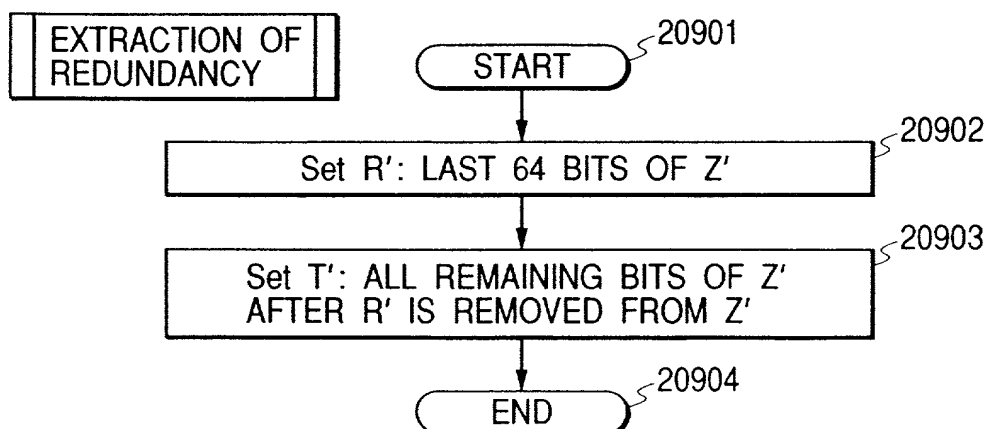 EXTRACTION OF
REDUNDANCY
START
20901
Set R′: LAST 64 BITS OF Z′
20902
Set T′: ALL REMAINING BITS OF Z′
AFTER R′ IS REMOVED FROM Z′
20903
END
20904